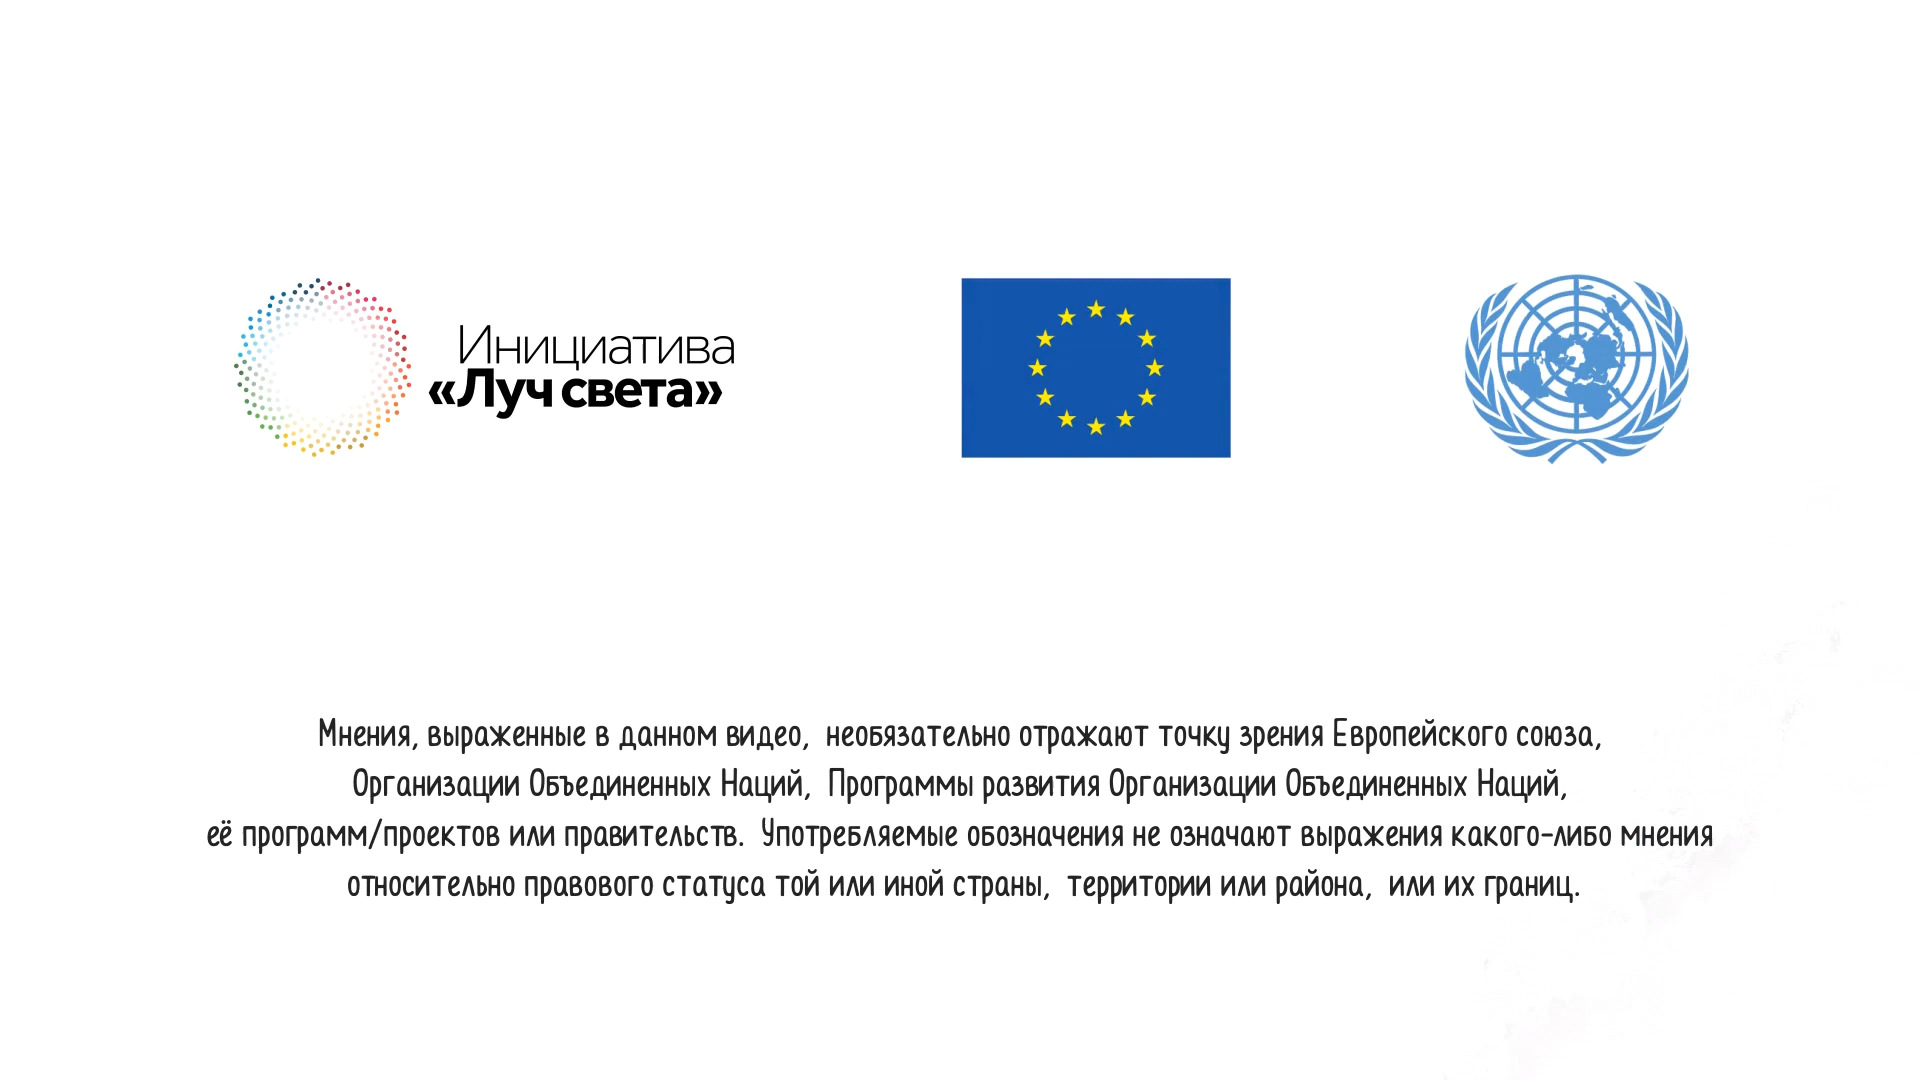 Инициатива
«Луч света»
Мнения, выраженные в данном видео, необязательно отражают точку зрения Европейского союза,
Организации Объединенных Наций, Программы развития Организации Объединенных Наций,
её программ/проектов или правительств. Употребляемые обозначения не означают выражения какого-либо мнения
относительно правового статуса той или иной страны, территории или района, или их границ.